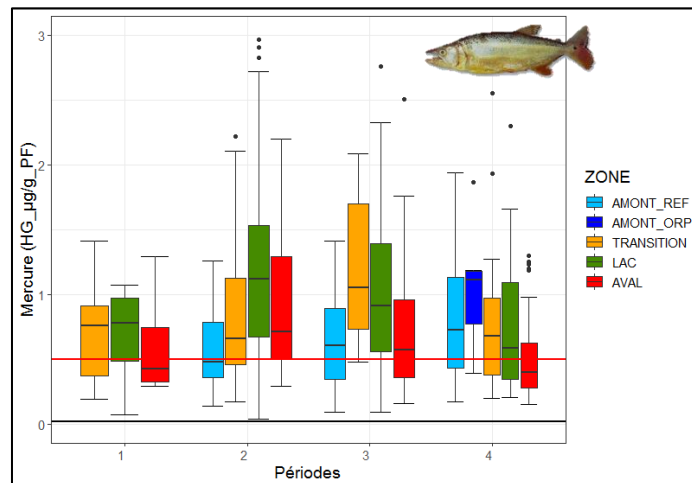 3
2
1
0
Mercure (HG_µg/g_PF)
1 2 3 4
Périodes
ZONE
AMONT_REF
AMONT_ORP
TRANSITION
LAC
AVAL